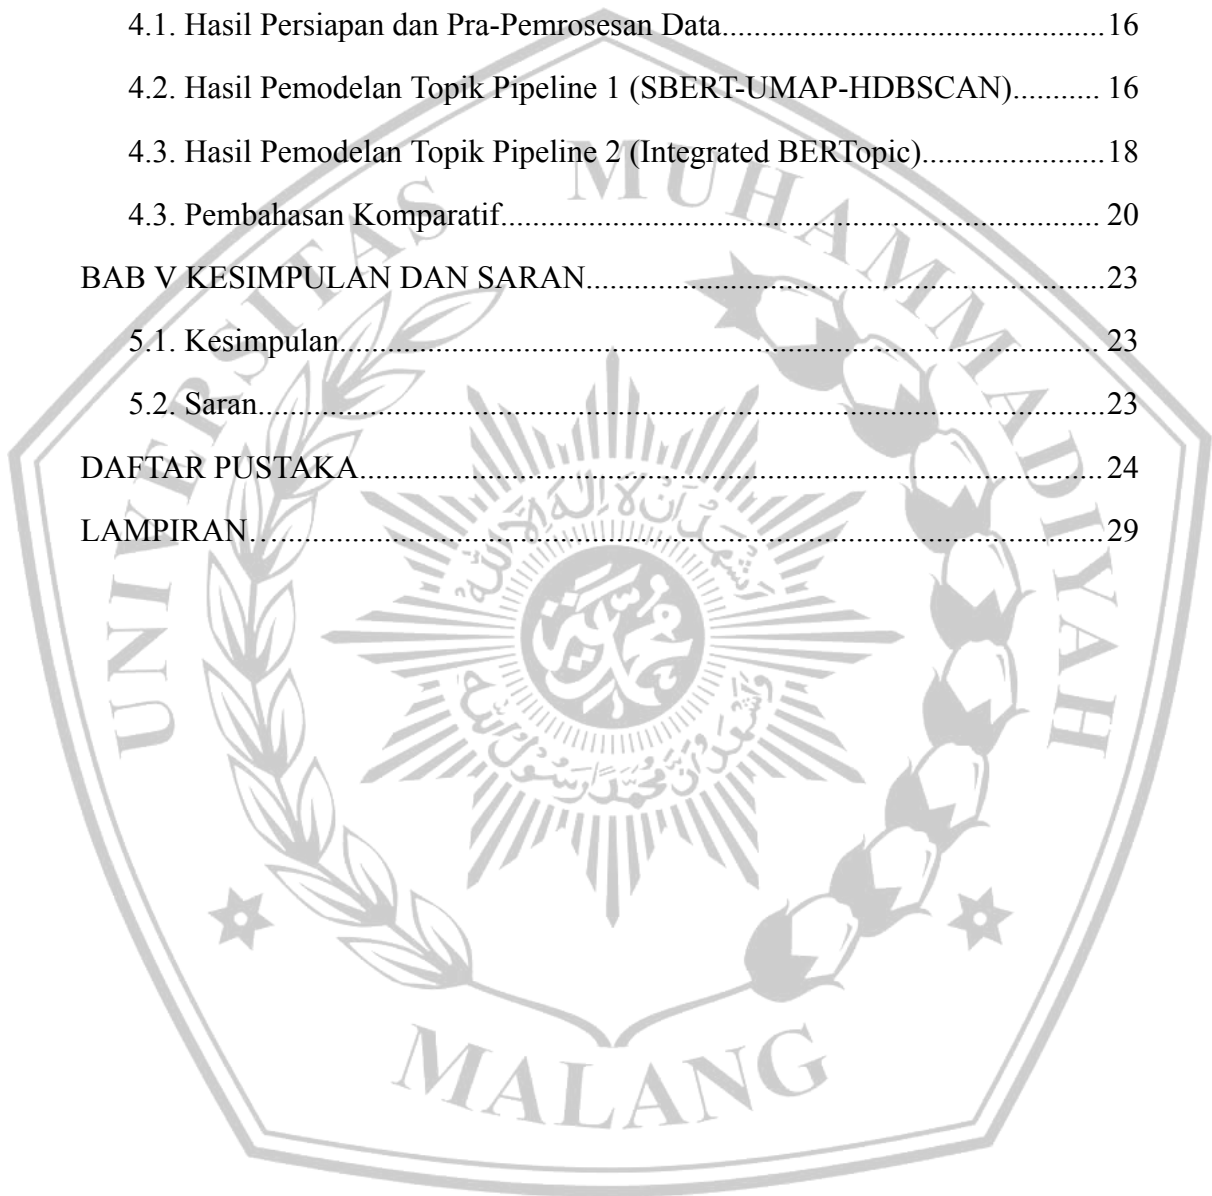 4.1. Hasil Persiapan dan Pra-Pemrosesan Data................................................16
4.2. Hasil Pemodelan Topik Pipeline 1 (SBERT-UMAP-HDBSCAN)........... 16
4.3. Hasil Pemodelan Topik Pipeline 2 (Integrated BERTopic).......................18
4.3. Pembahasan Komparatif........................................................................... 20
BAB V KESIMPULAN DAN SARAN.................................................................23
5.1. Kesimpulan............................................................................................... 23
5.2. Saran..........................................................................................................23
DAFTAR PUSTAKA............................................................................................. 24
LAMPIRAN...........................................................................................................29
UNIVERSITAS MUHAMMADIYAH
MALANG